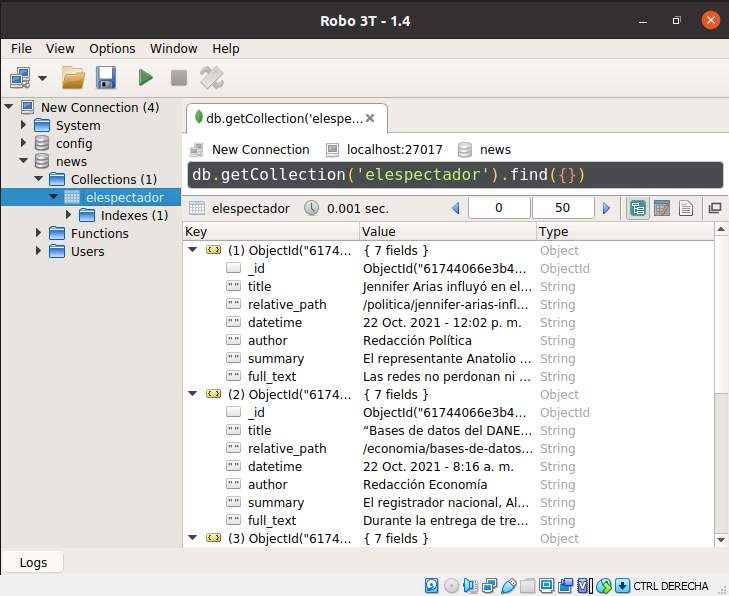 Robo 3T - 1.4
File View Options Window Help
New Connection (4)
System
config
news
Collections (1)
elespectador
Indexes (1)
Functions
Users
db.getCollection('elespe...
New Connection localhost:27017 news
db.getCollection('elespectador').find({})
elespectador 0.001 sec. 0 50
Key Value Type
(1) ObjectId("6174... { 7 fields } Object
_id ObjectId("61744066e3b4... ObjectId
title Jennifer Arias influyó en el... String
relative_path /politica/jennifer-arias-infl... String
datetime 22 Oct. 2021 - 12:02 p. m. String
author Redacción Política String
summary El representante Anatolio ... String
full_text Las redes no perdonan ni ... String
(2) ObjectId("6174... { 7 fields } Object
_id ObjectId("61744066e3b4... ObjectId
title “Bases de datos del DANE... String
relative_path /economia/bases-de-datos... String
datetime 22 Oct. 2021 - 8:16 a. m. String
author Redacción Economía String
summary El registrador nacional, Al... String
full_text Durante la entrega de tre... String
(3) ObjectId("6174... { 7 fields } Object
Logs
CTRL DERECHA